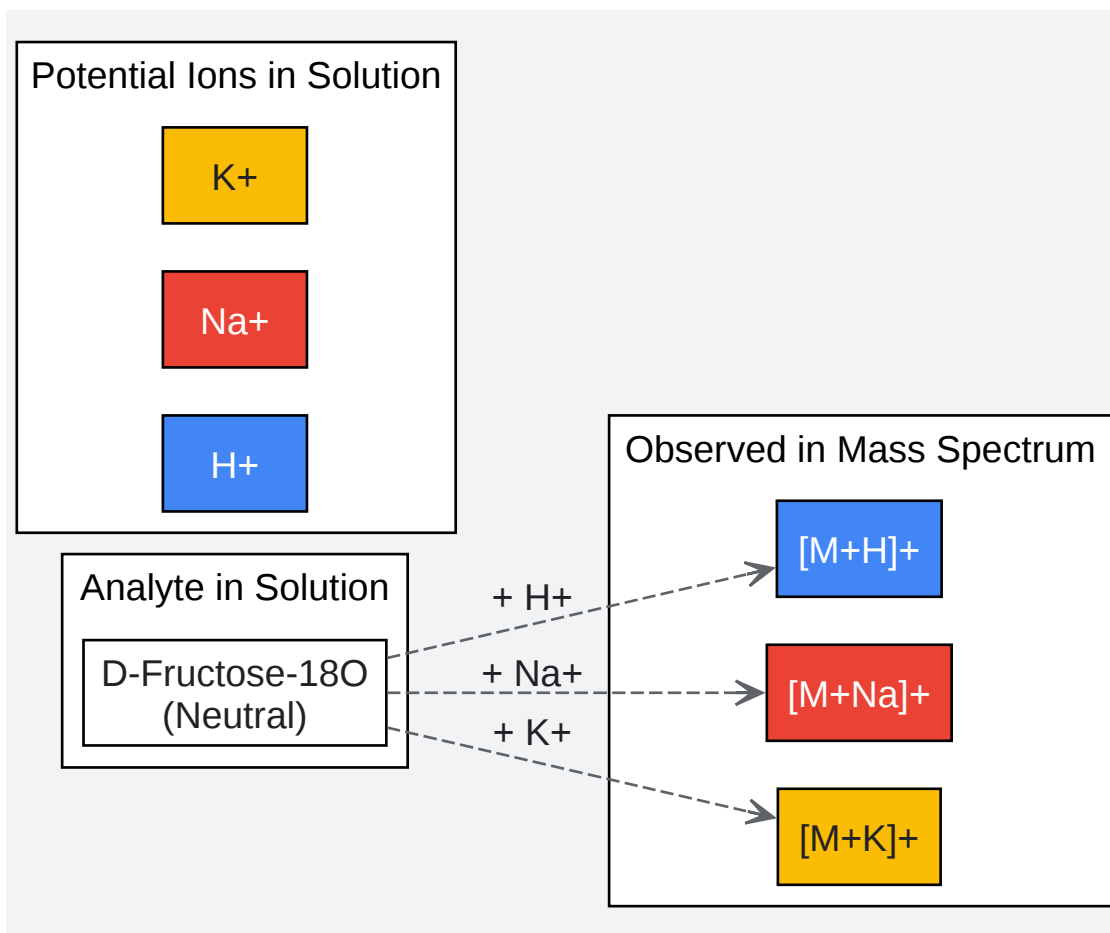 Potential Ions in Solution
K+
Na+
H+
Analyte in Solution
D-Fructose-18O
(Neutral)
+ H+
+ Na+
+ K+
Observed in Mass Spectrum
[M+H]+
[M+Na]+
[M+K]+